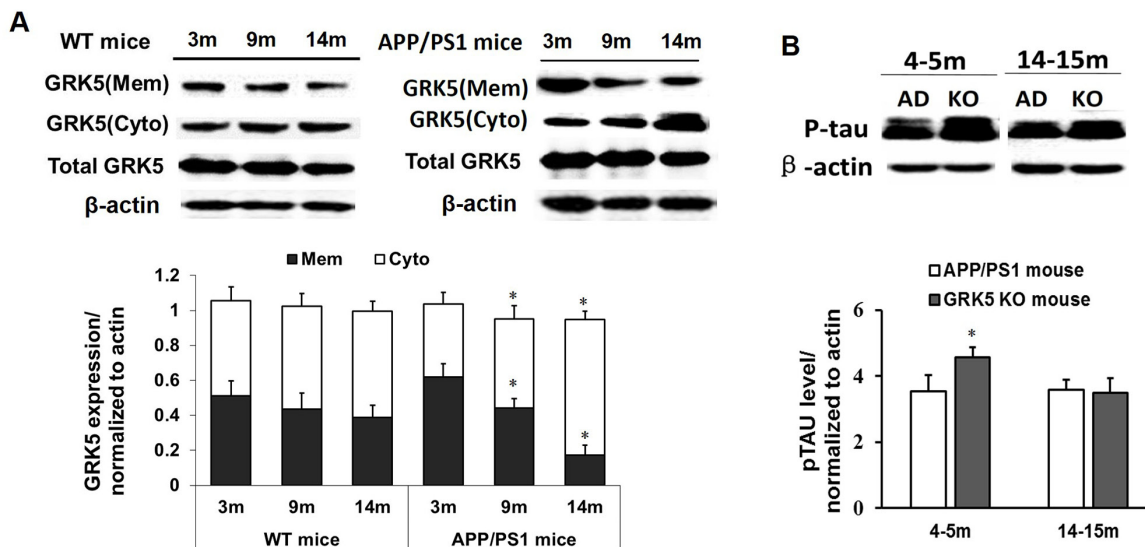 A
WT mice 3m 9m 14m
GRK5(Mem)
GRK5(Cyto)
Total GRK5
β-actin
APP/PS1 mice 3m 9m 14m
GRK5(Mem)
GRK5(Cyto)
Total GRK5
β-actin
Mem Cyto
GRK5 expression/
normalized to actin
1.2
1
0.8
0.6
0.4
0.2
0
* *
*
*
3m 9m 14m 3m 9m 14m
WT mice APP/PS1 mice
B
4-5m 14-15m
AD KO AD KO
P-tau
β -actin
APP/PS1 mouse
GRK5 KO mouse
pTAU level/
normalized to actin
6
4
2
0
*
4-5m 14-15m